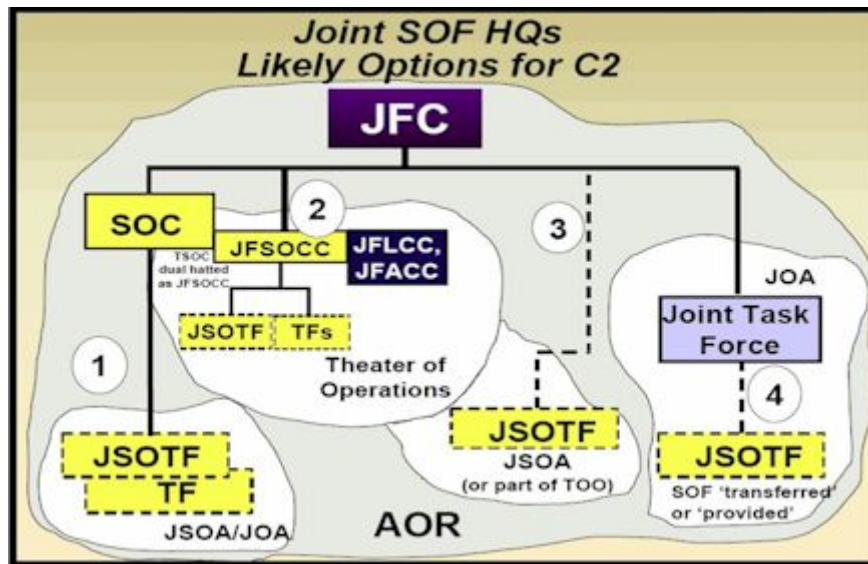 Joint SOF HQs
Likely Options for C2
JFC
SOC
2
JFSOCC
JFLCC,
JFACC
TSOC
dual hatted
as JFSOCC
JSOTF
TFs
Theater of
Operations
1
JSOTF
TF
JSOA/JOA
3
JSOTF
JSOA
(or part of TOO)
AOR
JOA
Joint Task
Force
4
JSOTF
SOF ‘transferred’
or ‘provided’